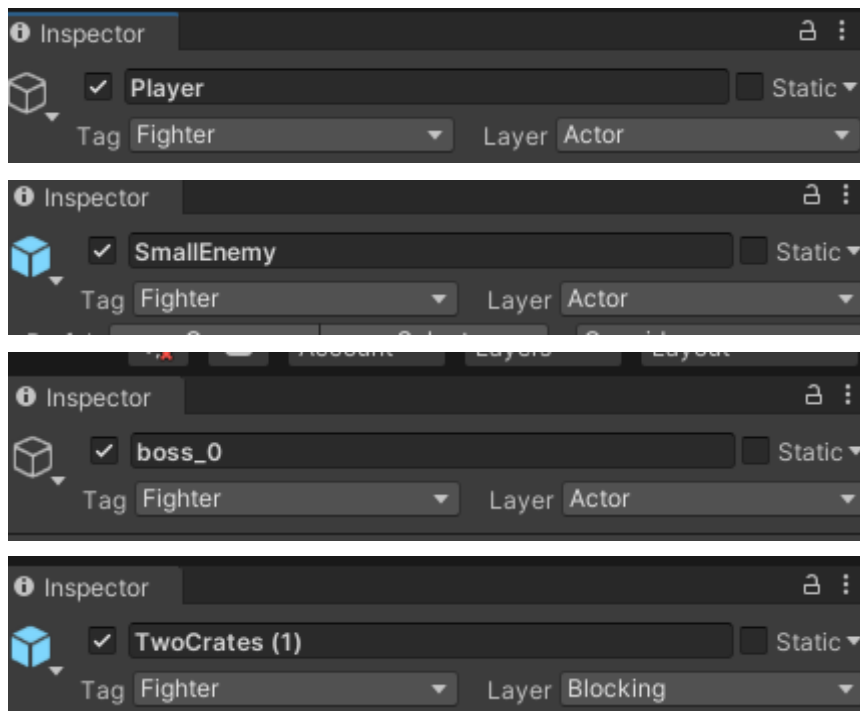 Inspector
Player Static
Tag Fighter Layer Actor
Inspector
SmallEnemy Static
Tag Fighter Layer Actor
Inspector
boss_0 Static
Tag Fighter Layer Actor
Inspector
TwoCrates (1) Static
Tag Fighter Layer Blocking